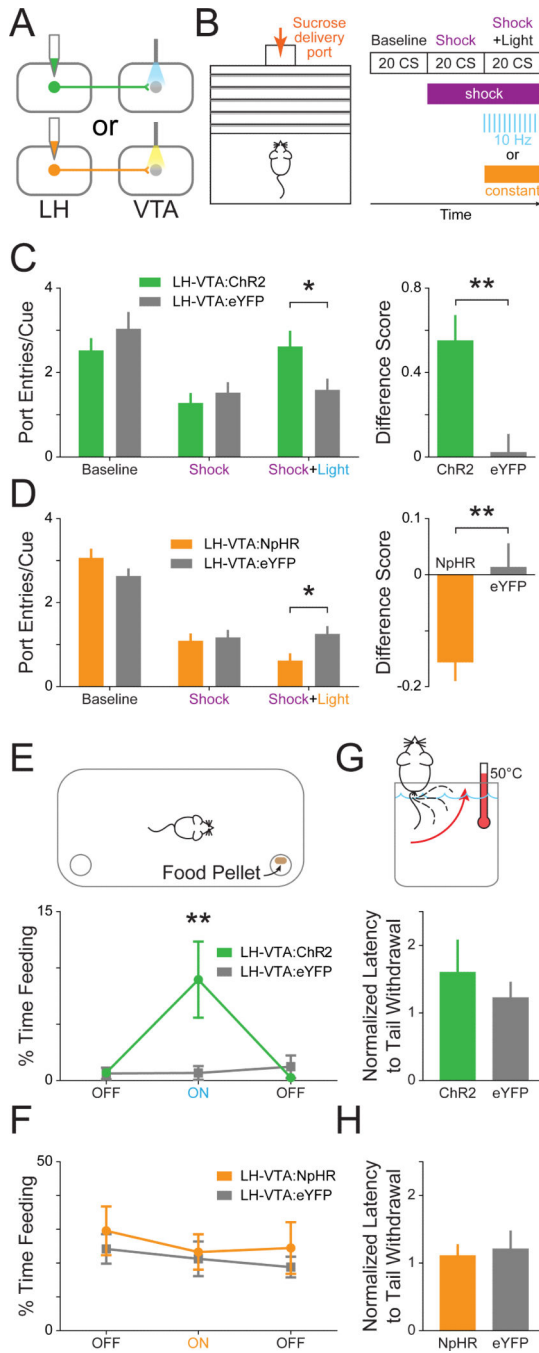 A
or
LH
VTA
B
Sucrose
delivery
port
Baseline
Shock
Shock
+Light
20 CS
20 CS
20 CS
shock
10 Hz
or
constant
Time
C
LH-VTA:ChR2
LH-VTA:eYFP
Port Entries/Cue
4
2
0
*
Baseline
Shock
Shock+Light
Difference Score
0.8
0.4
0
**
ChR2
eYFP
D
LH-VTA:NpHR
LH-VTA:eYFP
Port Entries/Cue
4
2
0
*
Baseline
Shock
Shock+Light
Difference Score
0.1
0
-0.2
**
NpHR
eYFP
E
Food Pellet
% Time Feeding
15
0
**
LH-VTA:ChR2
LH-VTA:eYFP
OFF
ON
OFF
G
50°C
Normalized Latency
to Tail Withdrawal
2
1
0
ChR2
eYFP
F
% Time Feeding
50
0
LH-VTA:NpHR
LH-VTA:eYFP
OFF
ON
OFF
H
Normalized Latency
to Tail Withdrawal
2
1
0
NpHR
eYFP